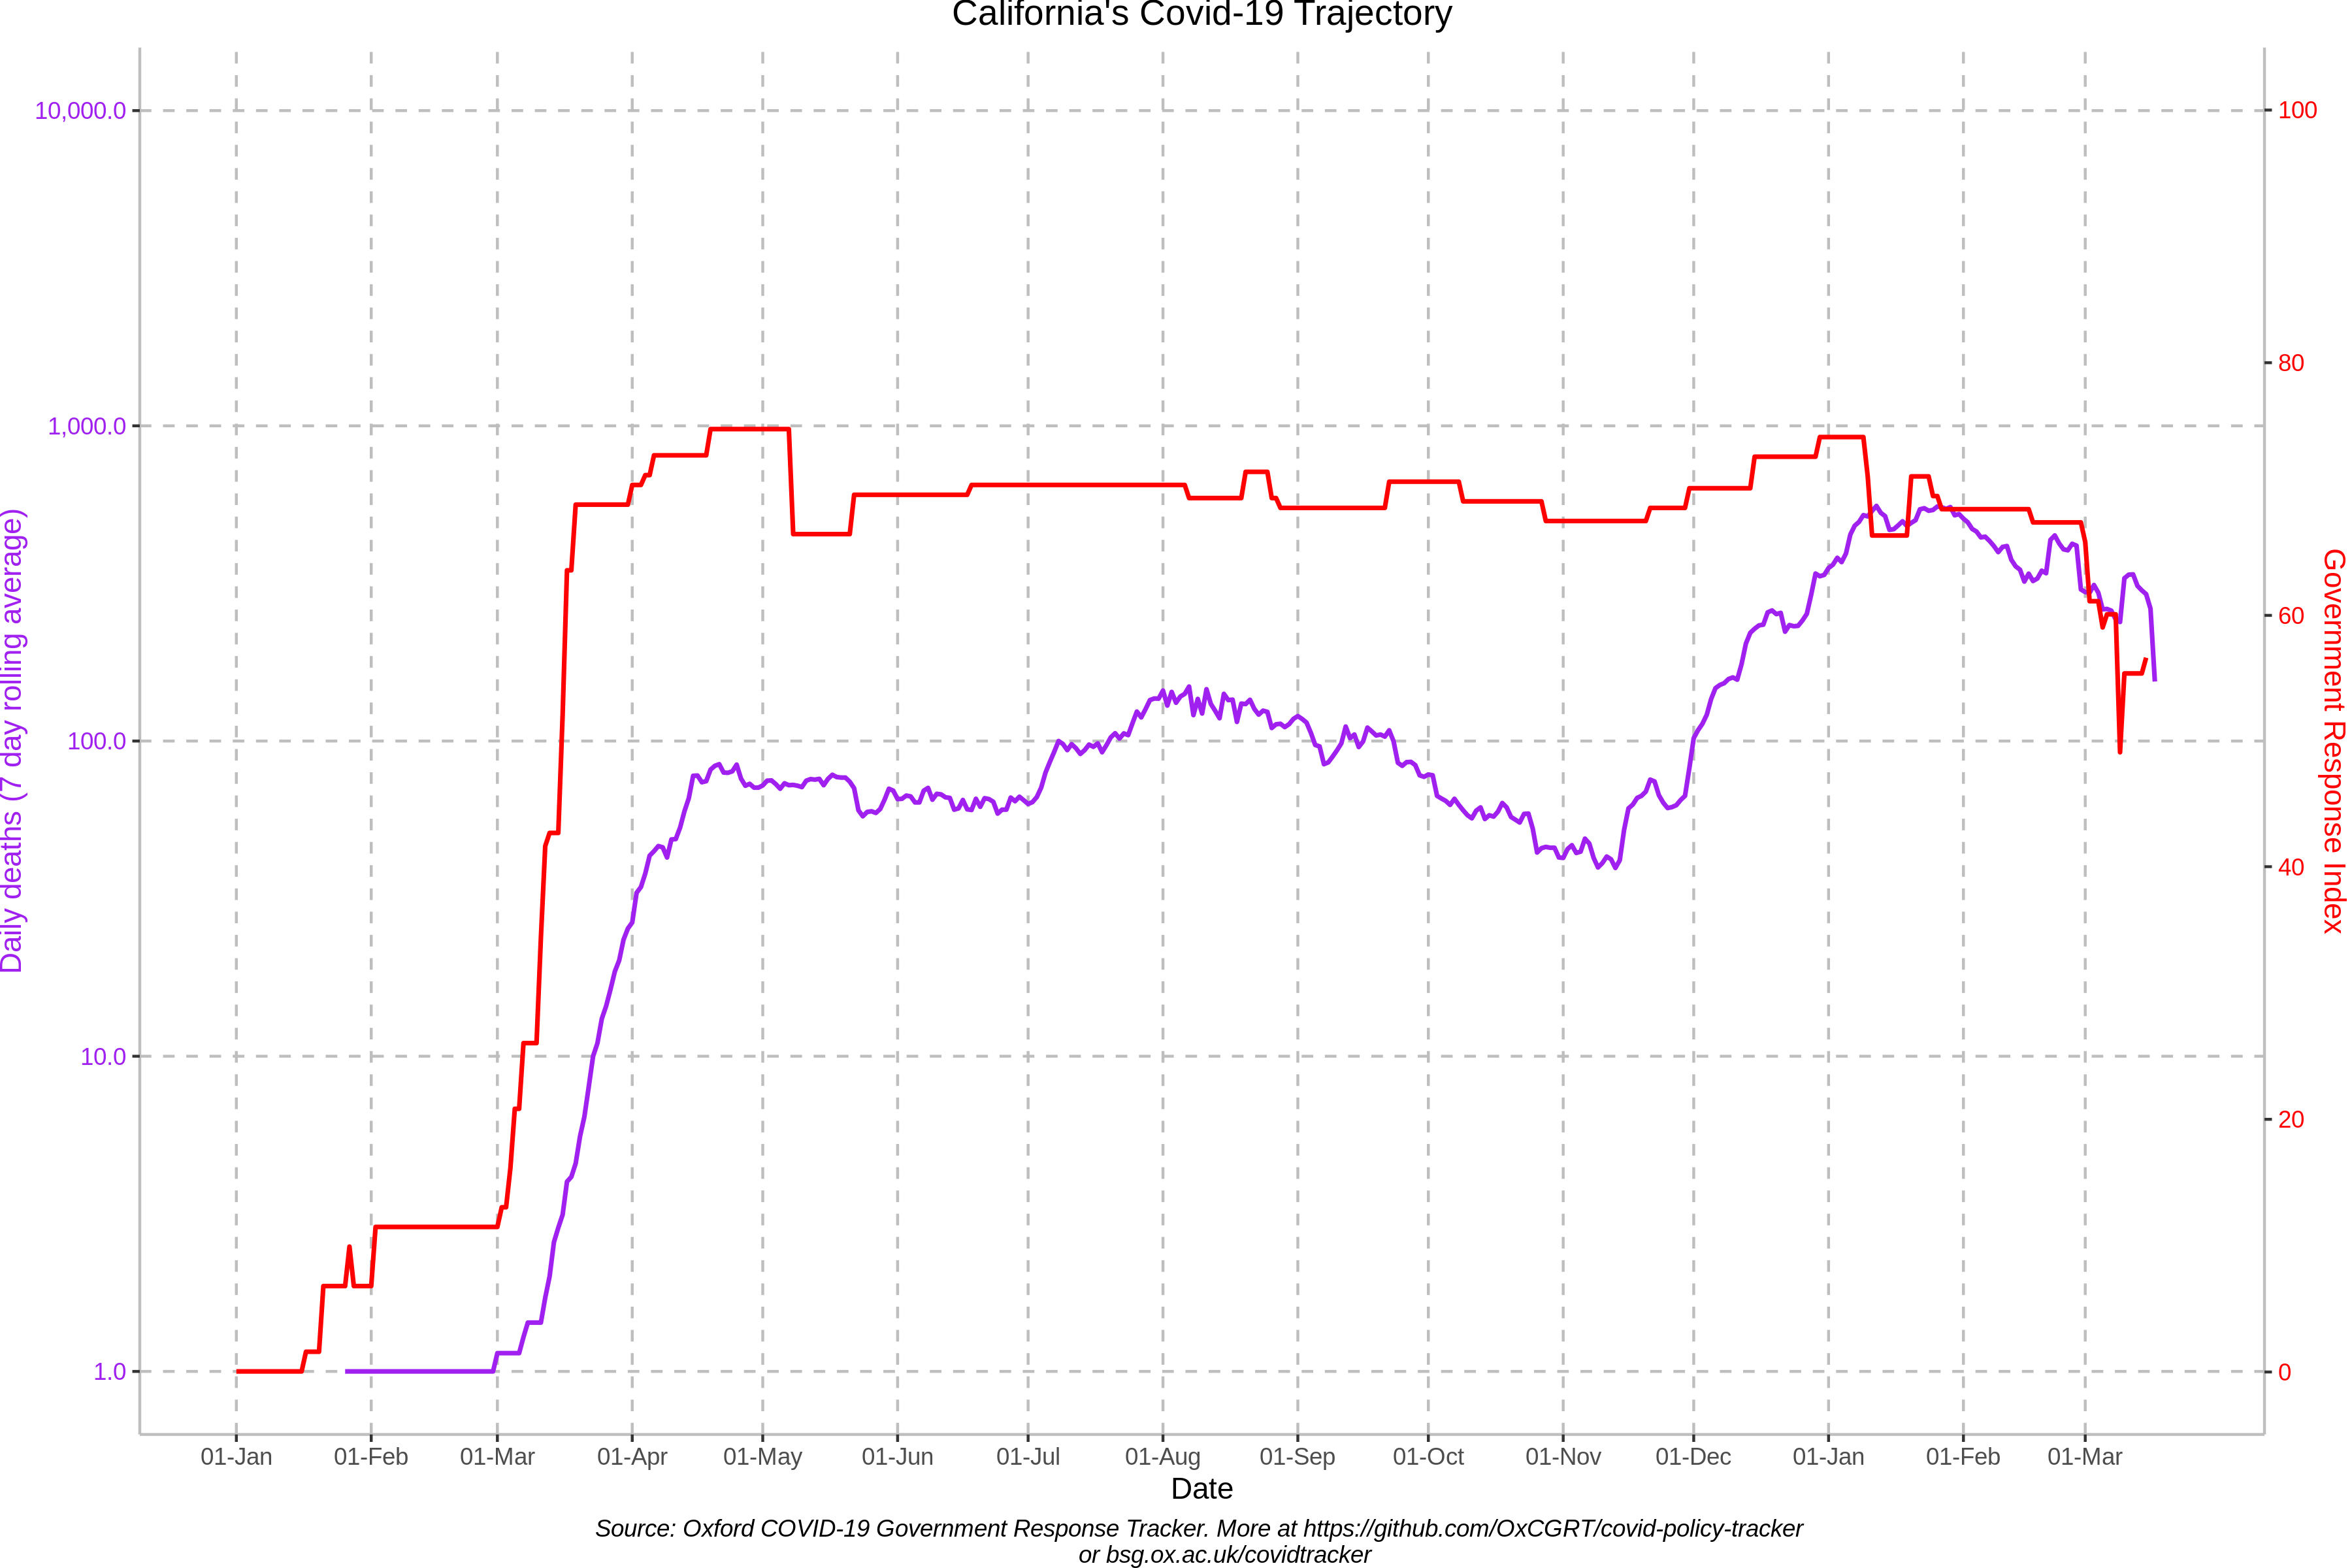 California's Covid-19 Trajectory
10,000.0
1,000.0
100.0
10.0
1.0
Daily deaths (7 day rolling average)
100
80
60
40
20
0
Government Response Index
01-Jan 01-Feb 01-Mar 01-Apr 01-May 01-Jun 01-Jul 01-Aug 01-Sep 01-Oct 01-Nov 01-Dec 01-Jan 01-Feb 01-Mar
Date
Source: Oxford COVID-19 Government Response Tracker. More at https://github.com/OxCGRT/covid-policy-tracker
or bsg.ox.ac.uk/covidtracker